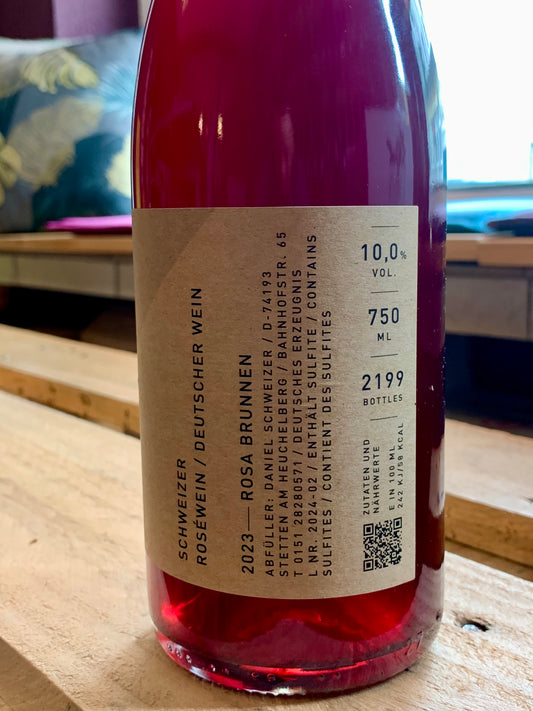 SCHWEIZER
ROSÉWEIN / DEUTSCHER WEIN
2023— ROSA BRUNNEN
ABFÜLLER: DANIEL SCHWEIZER / D-74193
STETTEN AM HEUCHELBERG / BAHNHOFSTR. 65
T 0151 28280571 / DEUTSCHES ERZEUGNIS
L NR. 2024-02 / ENTHÄLT SULFITE / CONTAINS
SULFITES / CONTIENT DES SULFITES
10,0%
VOL.
750
ML
2199
BOTTLES
ZUTATEN UND
NÄHRWERTE
E IN 100 ML
242 KJ/58 KCAL